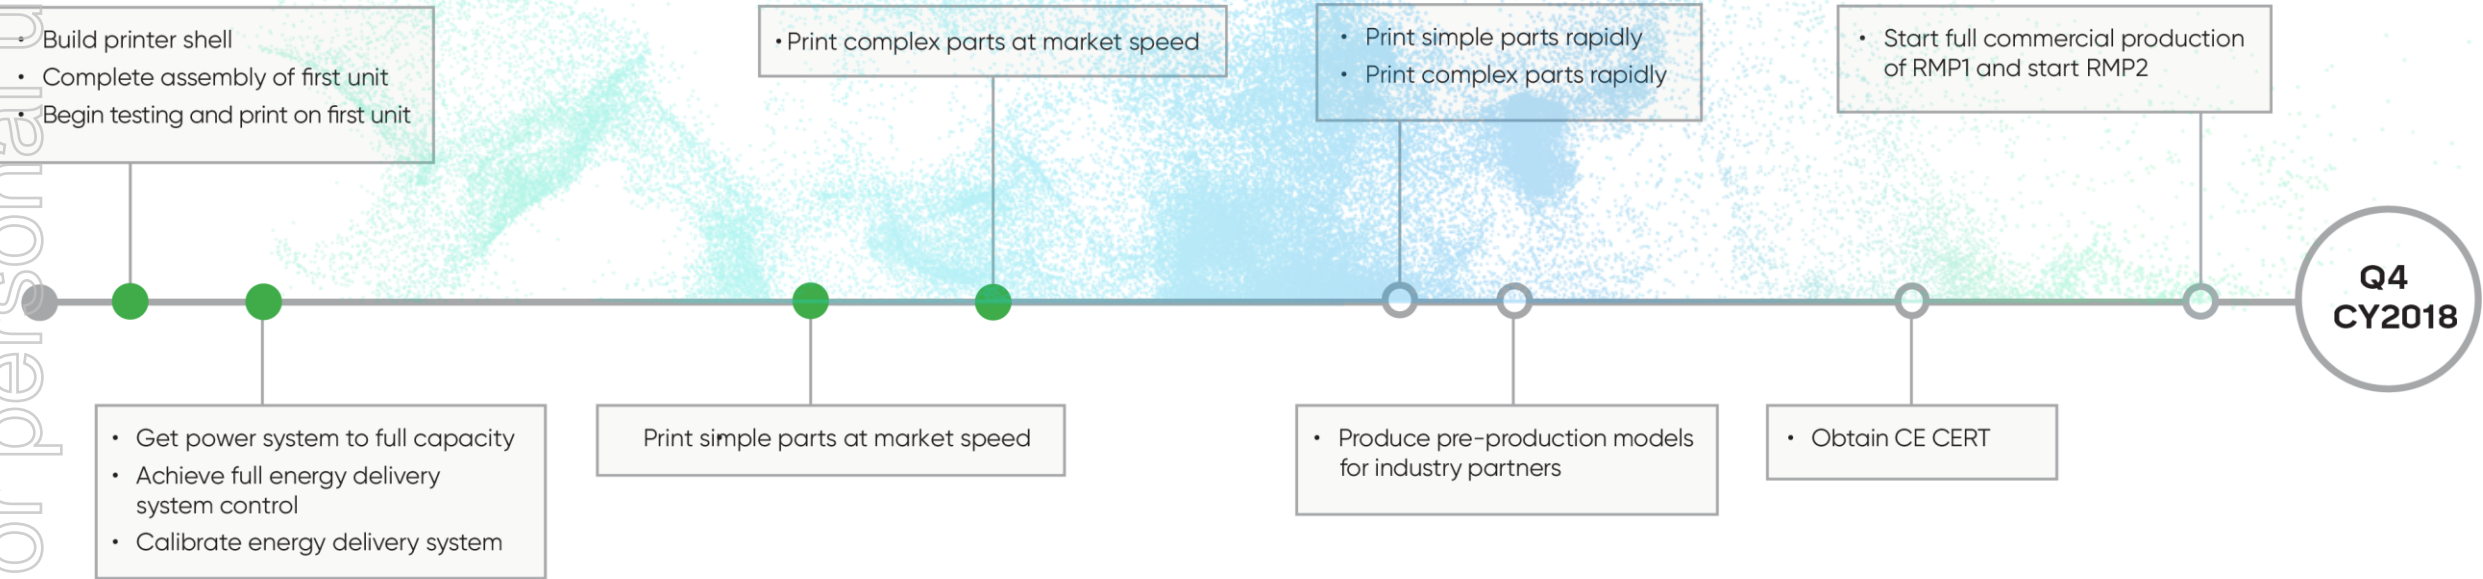 • Build printer shell
• Complete assembly of first unit
• Begin testing and print on first unit
• Get power system to full capacity
• Achieve full energy delivery
system control
• Calibrate energy delivery system
Print simple parts at market speed
• Print complex parts at market speed
• Print simple parts rapidly
• Print complex parts rapidly
• Produce pre-production models
for industry partners
• Obtain CE CERT
• Start full commercial production
of RMP1 and start RMP2
Q4
CY2018
or personal u